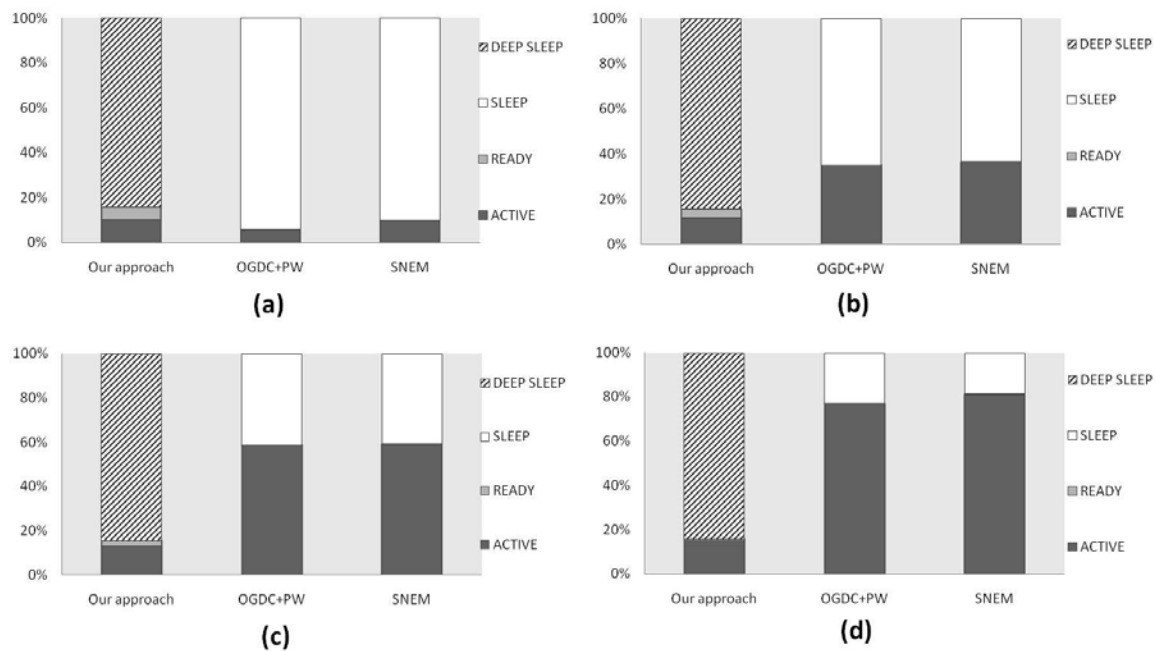 100%
80%
60%
40%
20%
0%
Our approach OGDC+PW SNEM
DEEP SLEEP
SLEEP
READY
ACTIVE
(a)
100%
80%
60%
40%
20%
0%
Our approach OGDC+PW SNEM
DEEP SLEEP
SLEEP
READY
ACTIVE
(b)
100%
80%
60%
40%
20%
0%
Our approach OGDC+PW SNEM
DEEP SLEEP
SLEEP
READY
ACTIVE
(c)
100%
80%
60%
40%
20%
0%
Our approach OGDC+PW SNEM
DEEP SLEEP
SLEEP
READY
ACTIVE
(d)